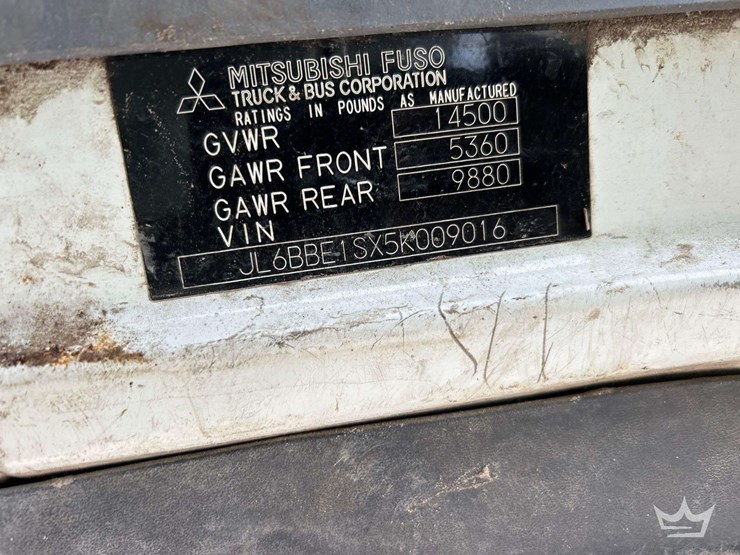 MITSUBISHI FUSO
TRUCK & BUS CORPORATION
RATINGS IN POUNDS AS MANUFACTURED
GVWR 14500
GAWR FRONT 5360
GAWR REAR 9880
VIN
JL6BBE1SX5K009016